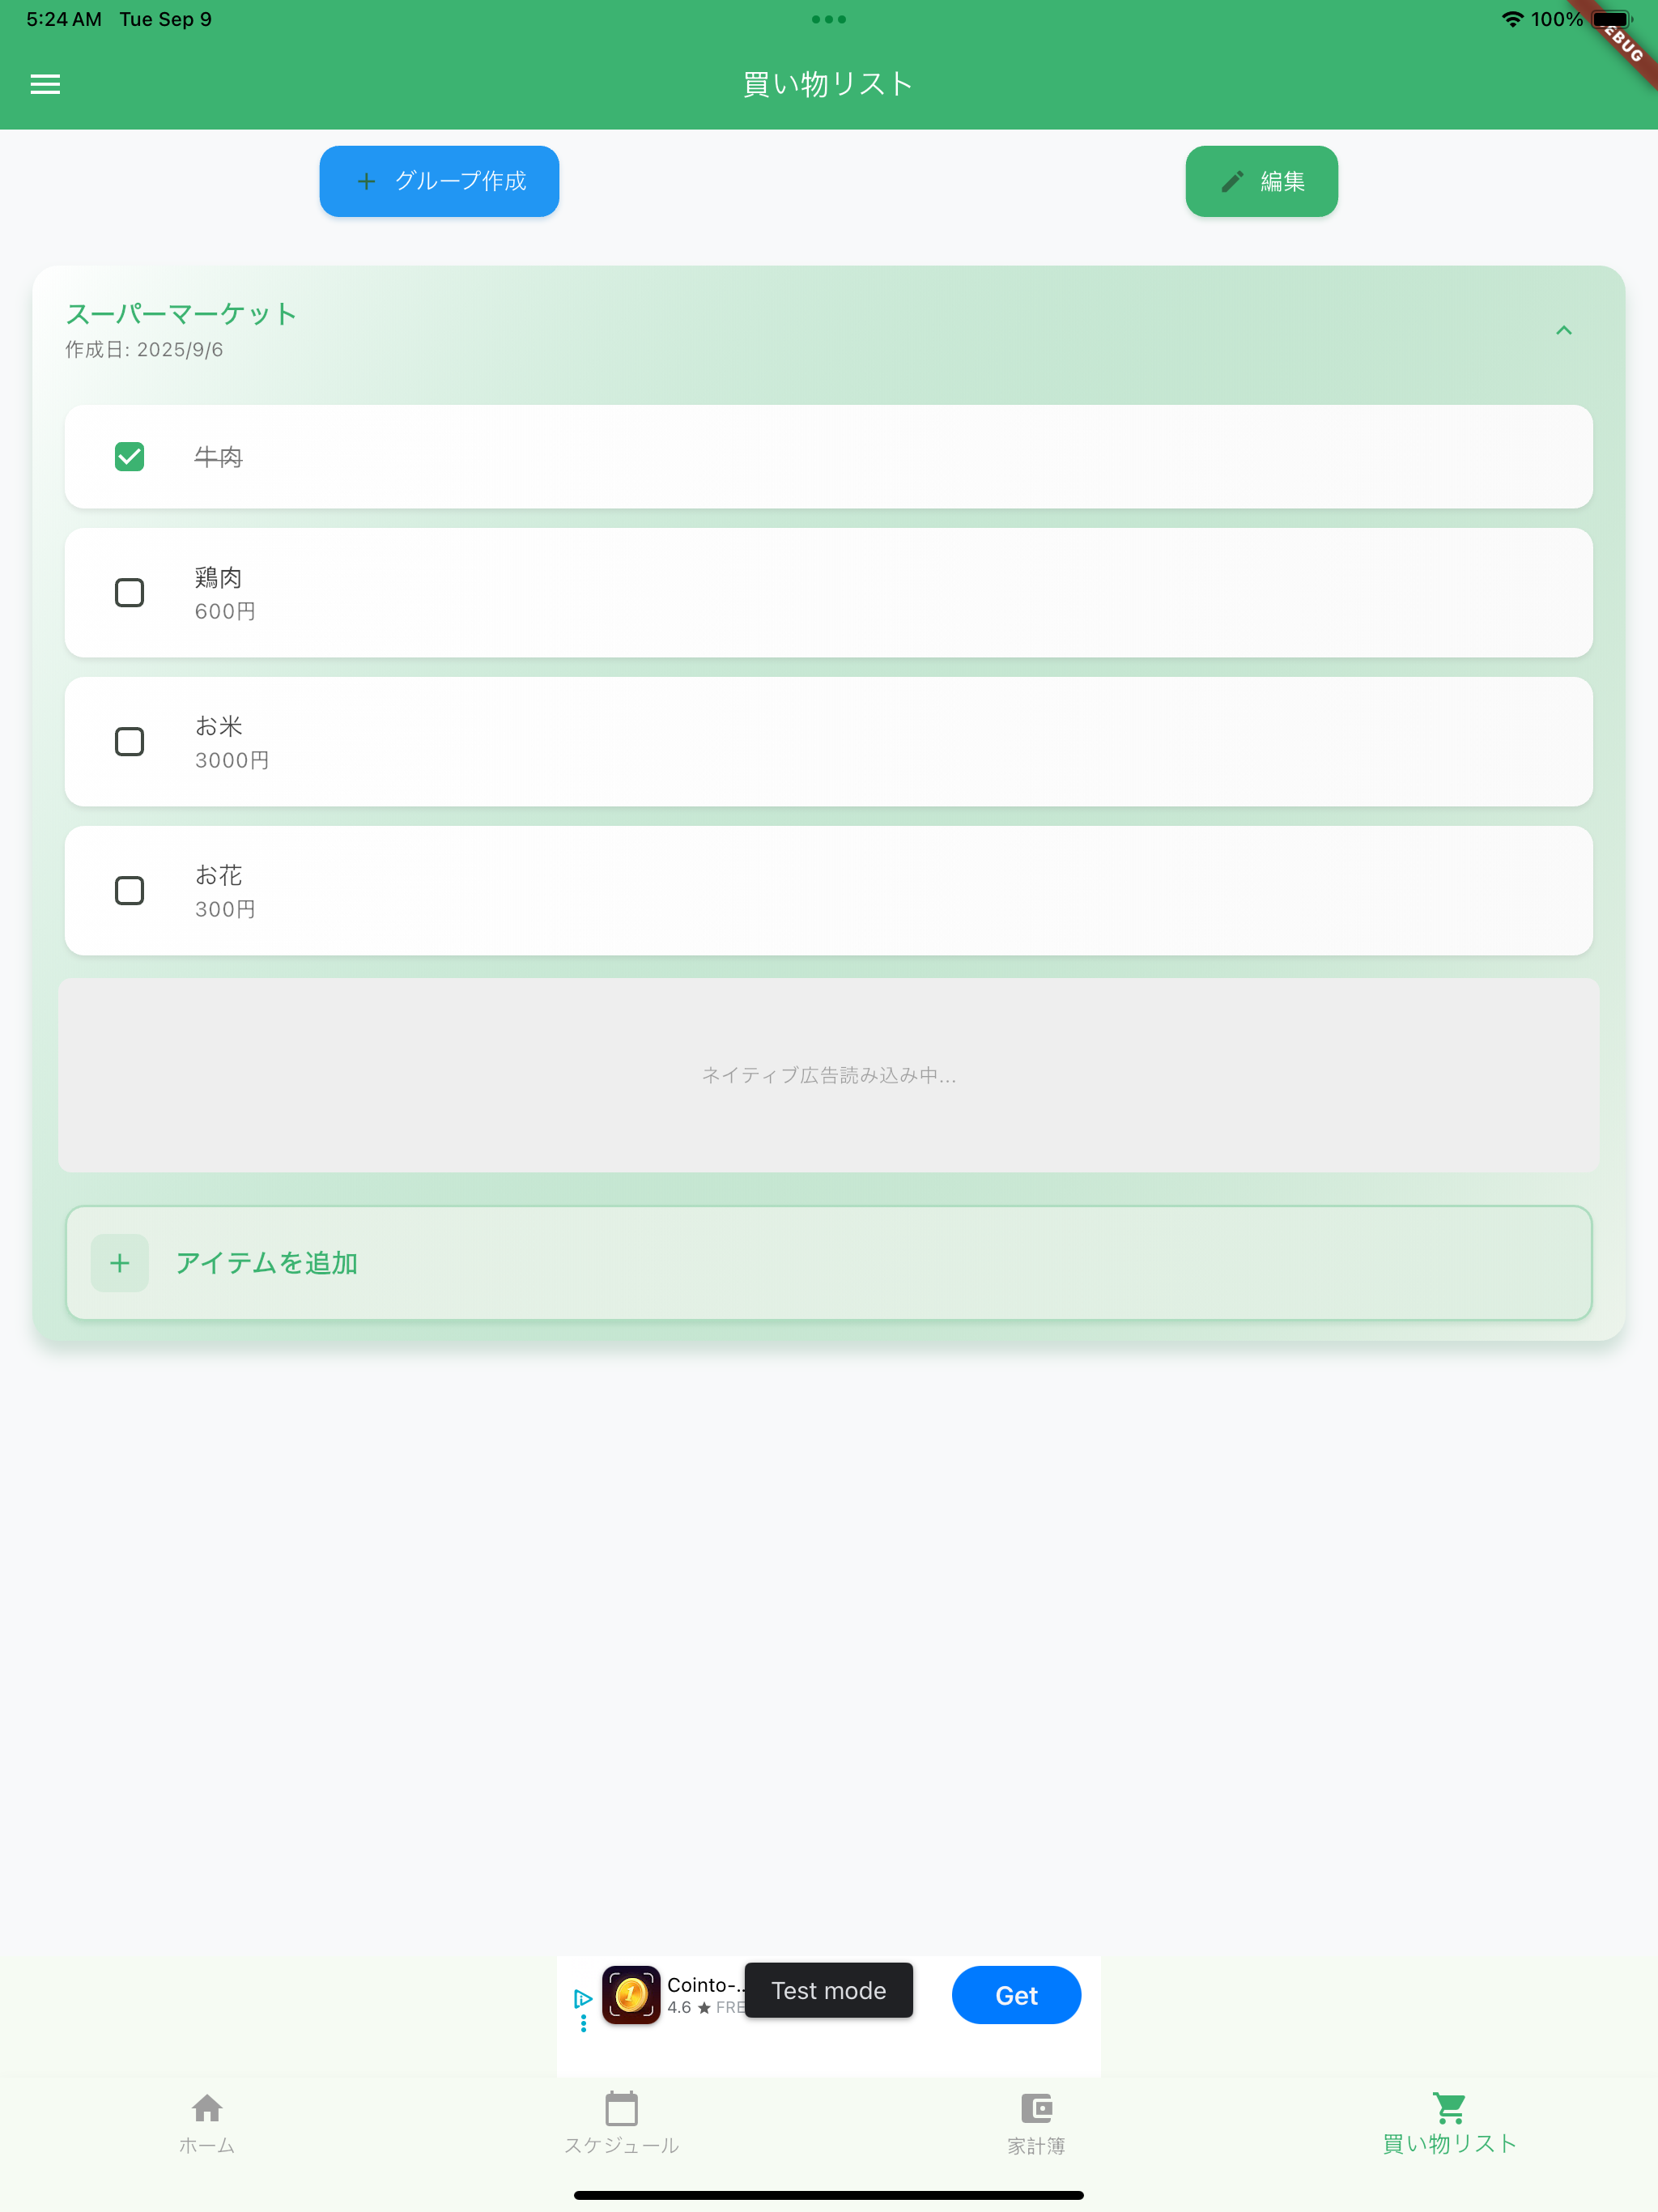 5:24 AM Tue Sep 9
100%
買い物リスト
グループ作成
編集
スーパーマーケット
作成日: 2025/9/6
牛肉
鶏肉
600円
お米
3000円
お花
300円
ネイティブ広告読み込み中...
アイテムを追加
Cointo-...
4.6 ★
Test mode
Get
ホーム
スケジュール
家計簿
買い物リスト